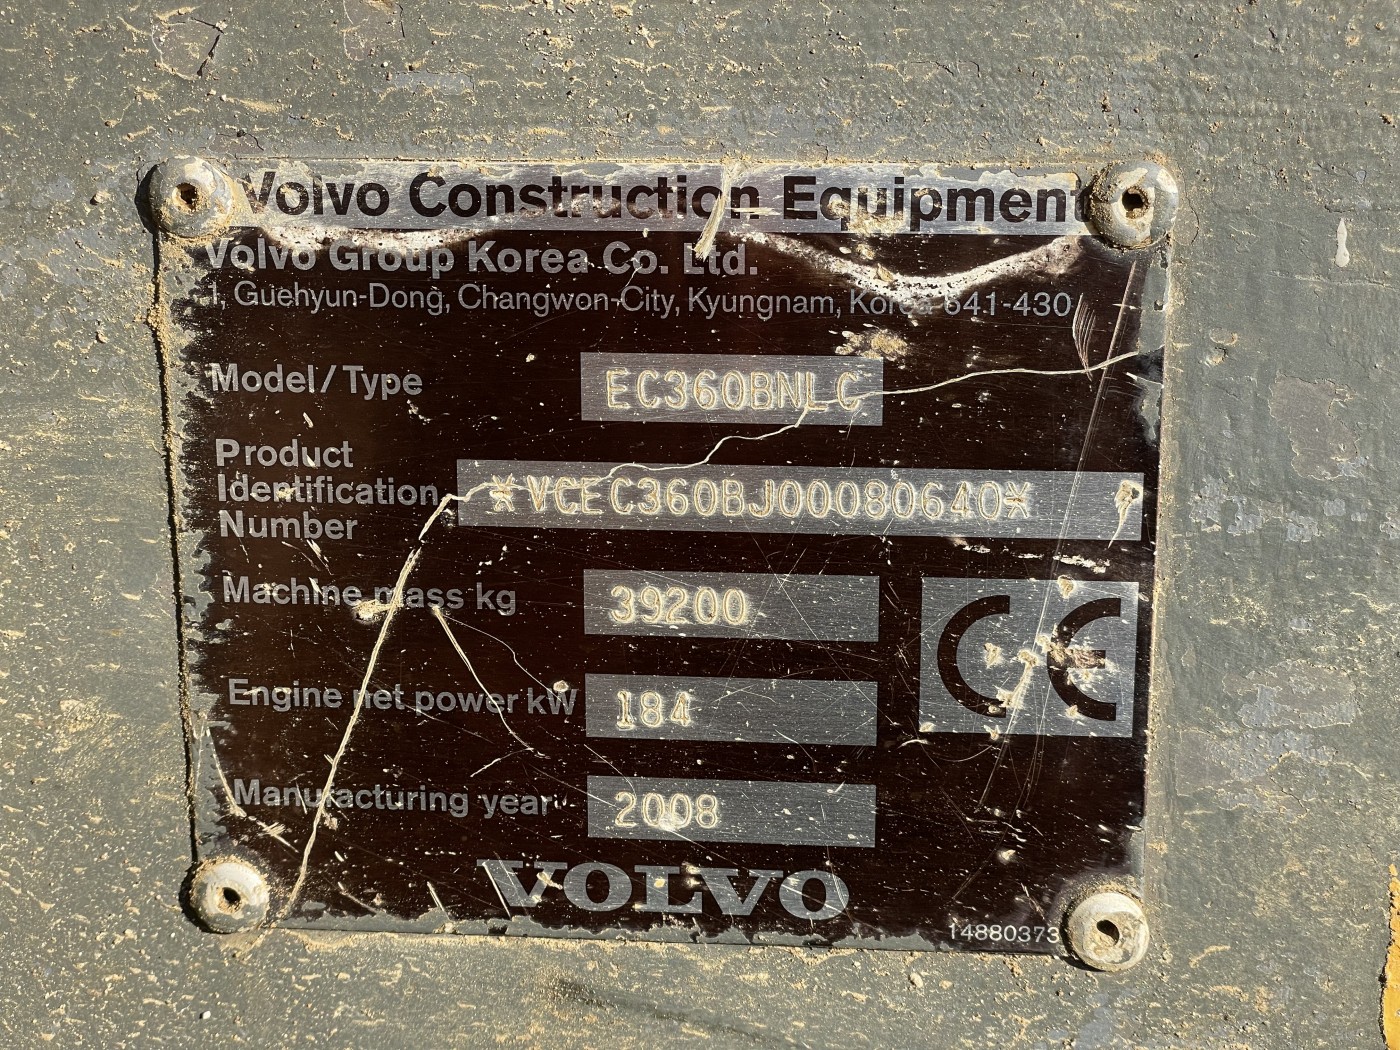 Volvo Construction Equipment
Volvo Group Korea Co. Ltd.
1, Guehyun-Dong, Changwon-City, Kyungnam, Korea 641-430
Model/Type EC360BNLC
Product
Identification *VCEC360BJ00080640*
Number
Machine mass kg 39200
Engine net power kW 184
CE
Manufacturing year 2008
VOLVO
14880373